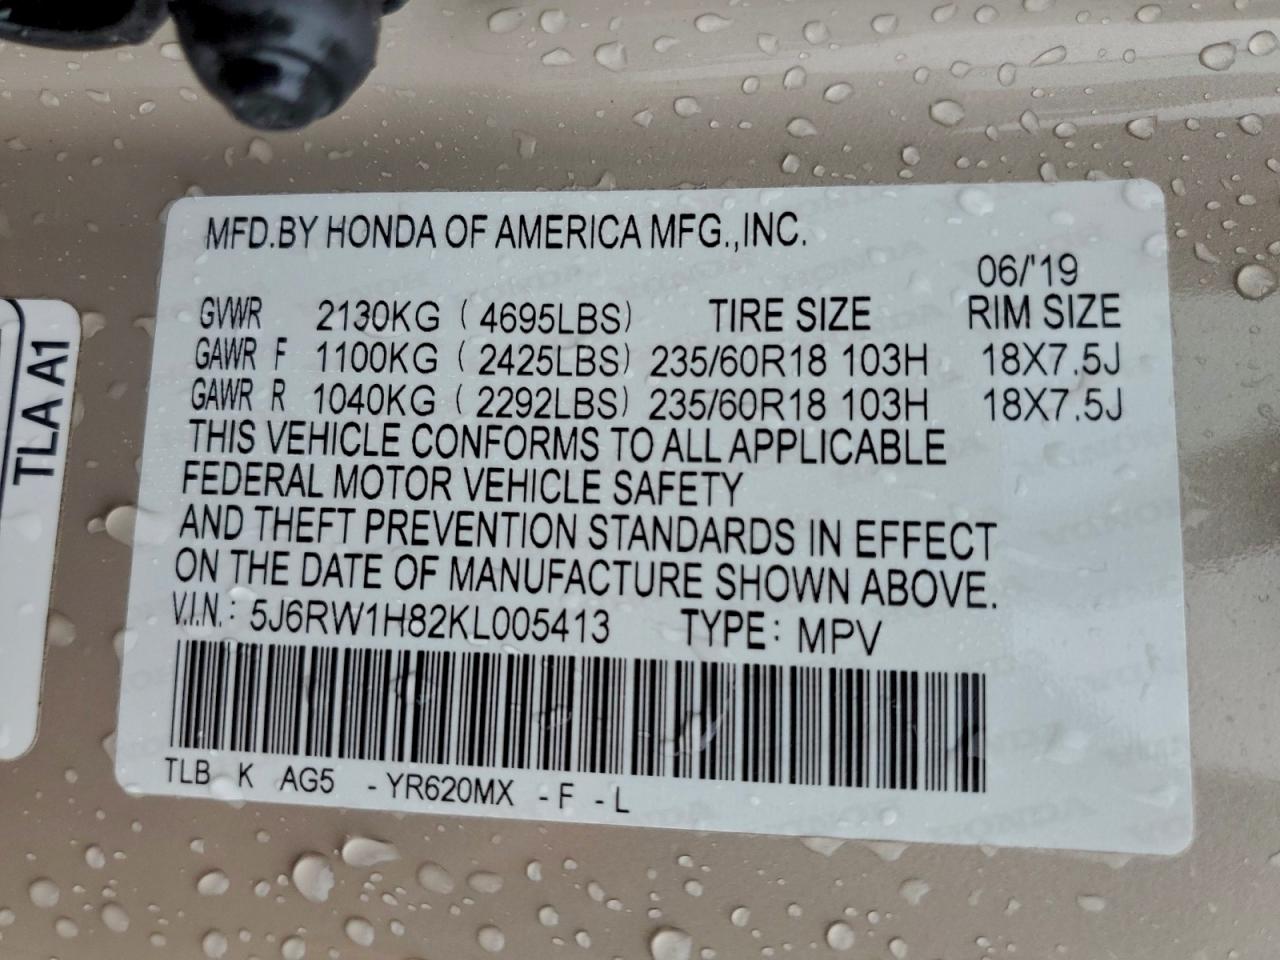 MFD.BY HONDA OF AMERICA MFG.,INC.
06/'19
GVWR 2130KG ( 4695LBS) TIRE SIZE RIM SIZE
GAWR F 1100KG ( 2425LBS) 235/60R18 103H 18X7.5J
GAWR R 1040KG ( 2292LBS) 235/60R18 103H 18X7.5J
THIS VEHICLE CONFORMS TO ALL APPLICABLE
FEDERAL MOTOR VEHICLE SAFETY
AND THEFT PREVENTION STANDARDS IN EFFECT
ON THE DATE OF MANUFACTURE SHOWN ABOVE.
V.I.N.: 5J6RW1H82KL005413 TYPE: MPV
TLB K AG5 -YR620MX -F -L
TLA A1